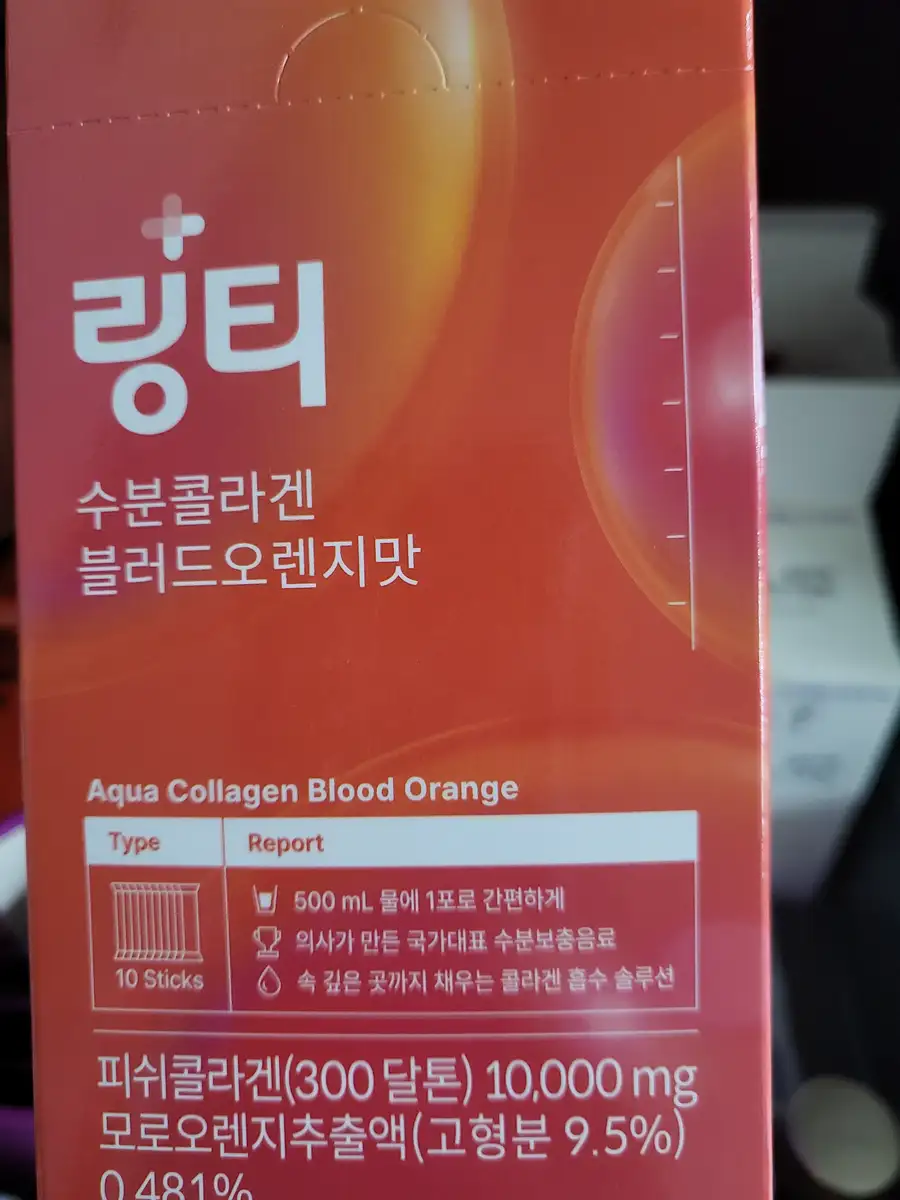 링티
수분콜라겐
블러드오렌지맛
Aqua Collagen Blood Orange
Type
Report
500 mL 물에 1포로 간편하게
의사가 만든 국가대표 수분보충음료
속 깊은 곳까지 채우는 콜라겐 흡수 솔루션
10 Sticks
피쉬콜라겐(300 달톤) 10,000 mg
모로오렌지추출액(고형분 9.5%)
0.481%